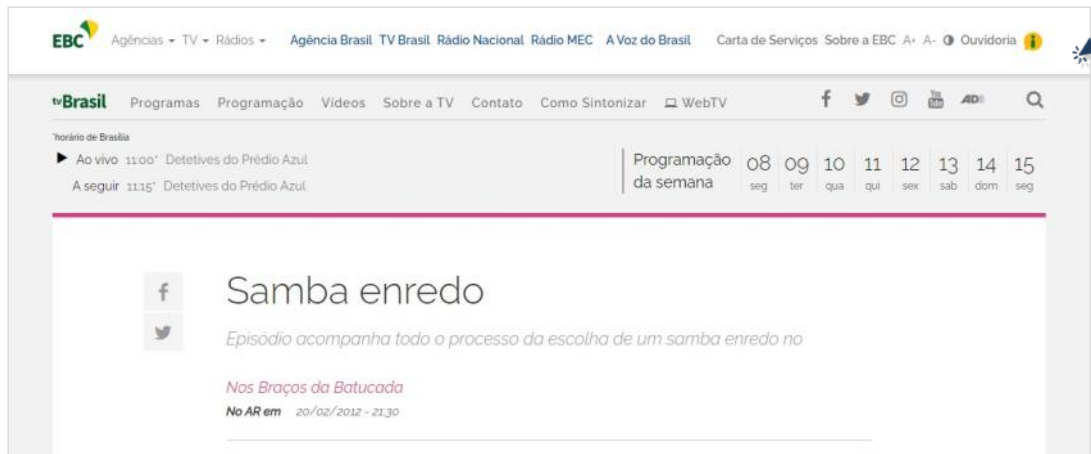 EBC Agências TV Rádios Agência Brasil TV Brasil Rádio Nacional Rádio MEC A Voz do Brasil Carta de Serviços Sobre a EBC A+ A- Ouvidoria i
tvBrasil Programas Programação Vídeos Sobre a TV Contato Como Sintonizar WebTV f You Tube AD Q
*horário de Brasília
Ao vivo 11:00* Detetives do Prédio Azul
A seguir 11:15* Detetives do Prédio Azul
Programação da semana
08 09 10 11 12 13 14 15
seg ter qua qui sex sab dom seg
f
Samba enredo
Episódio acompanha todo o processo da escolha de um samba enredo no
Nos Braços da Batucada
No AR em 20/02/2012 - 21:30